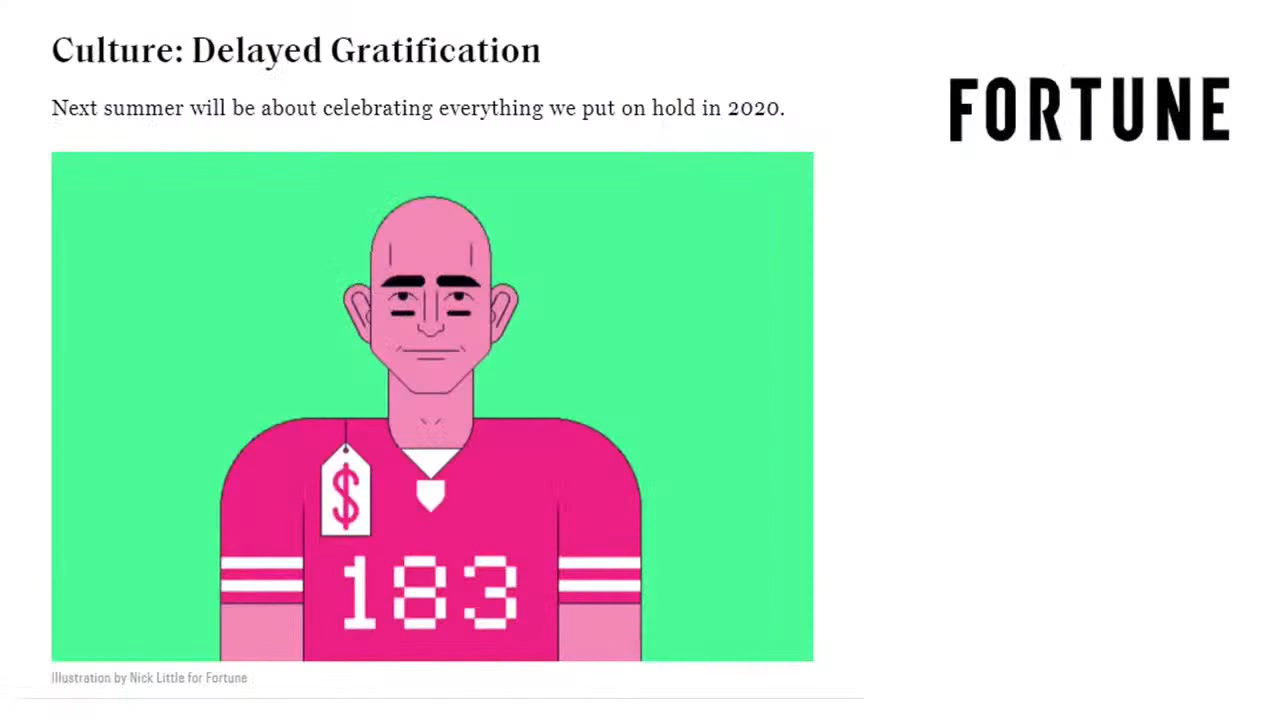 Culture: Delayed Gratification
FORTUNE
Next summer will be about celebrating everything we put on hold in 2020.
$
183
Illustration by Nick Little for Fortune